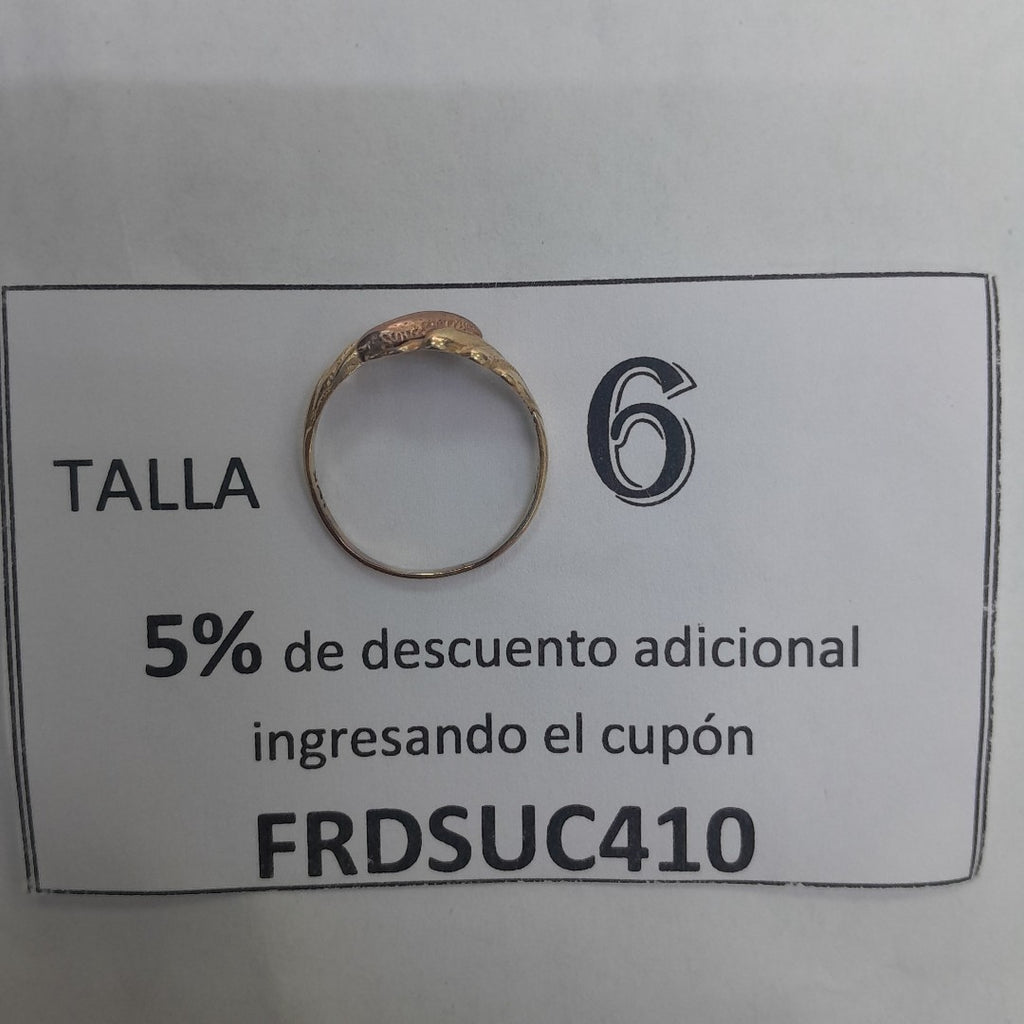 TALLA 6
5% de descuento adicional
ingresando el cupón
FRDSUC410